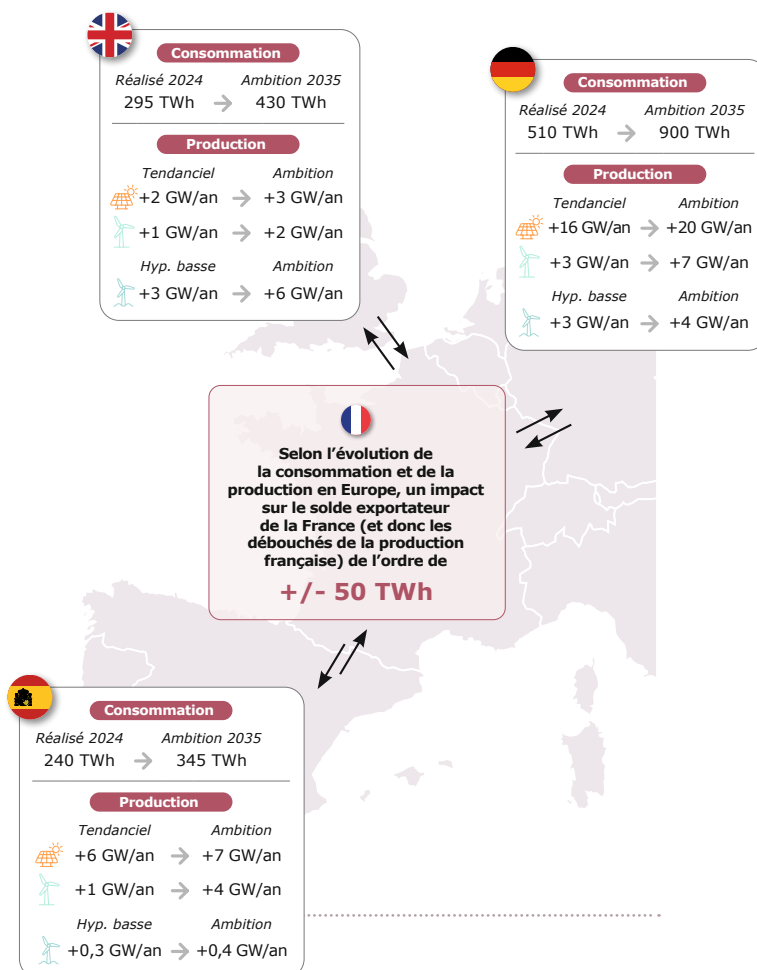 Consommation
Réalisé 2024 Ambition 2035
295 TWh 430 TWh
Production
Tendanciel Ambition
+2 GW/an +3 GW/an
+1 GW/an +2 GW/an
Hyp. basse Ambition
+3 GW/an +6 GW/an
Consommation
Réalisé 2024 Ambition 2035
510 TWh 900 TWh
Production
Tendanciel Ambition
+16 GW/an +20 GW/an
+3 GW/an +7 GW/an
Hyp. basse Ambition
+3 GW/an +4 GW/an
Selon l’évolution de
la consommation et de la
production en Europe, un impact
sur le solde exportateur
de la France (et donc les
débouchés de la production
française) de l’ordre de
+/- 50 TWh
Consommation
Réalisé 2024 Ambition 2035
240 TWh 345 TWh
Production
Tendanciel Ambition
+6 GW/an +7 GW/an
+1 GW/an +4 GW/an
Hyp. basse Ambition
+0,3 GW/an +0,4 GW/an